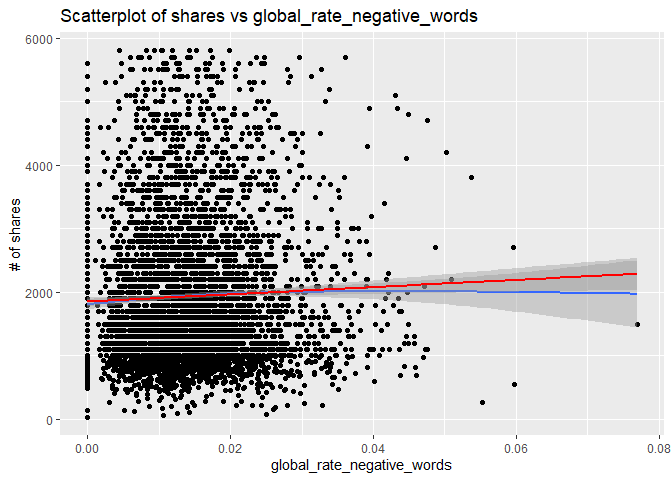 Scatterplot of shares vs global_rate_negative_words
# of shares
6000
4000
2000
0
0.00 0.02 0.04 0.06 0.08
global_rate_negative_words